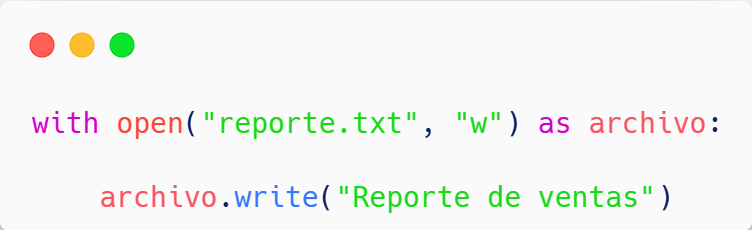 with open("reporte.txt", "w") as archivo:
    archivo.write("Reporte de ventas")